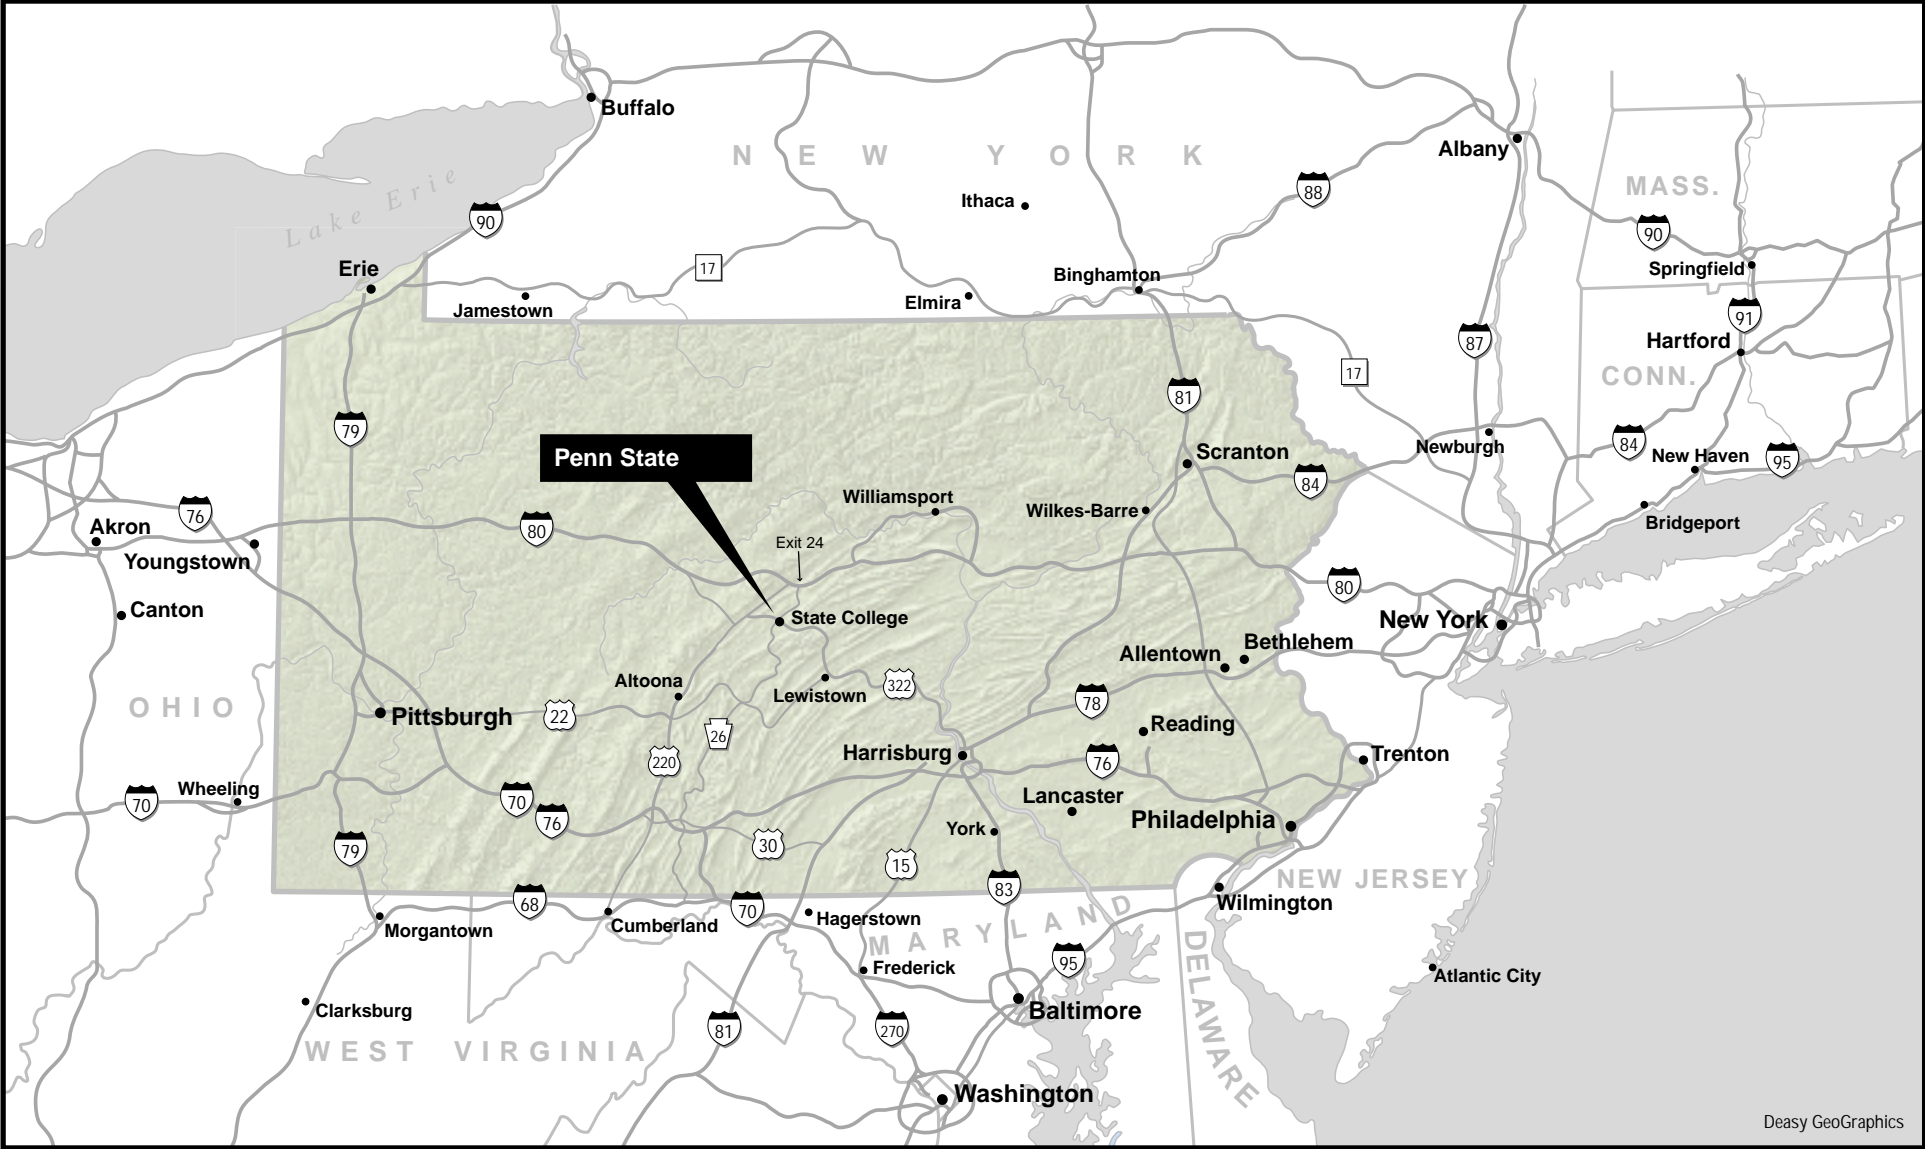 Buffalo
NEW YORK
Albany
MASS.
88
Ithaca
Lake Erie
90
90
Springfield
Erie
17
Binghamton
Jamestown
Elmira
91
Hartford
87
17
CONN.
81
79
Penn State
Scranton
Newburgh
84
New Haven
95
84
Williamsport
Wilkes-Barre
76
Akron
80
Exit 24
Bridgeport
Youngstown
80
Canton
State College
New York
Bethlehem
Allentown
Altoona
Lewistown
322
OHIO
Pittsburgh
22
78
Reading
26
Harrisburg
220
76
Trenton
Wheeling
70
70
76
Lancaster
Philadelphia
York
79
30
15
NEW JERSEY
83
68
70
Wilmington
Morgantown
Cumberland
Hagerstown
MARYLAND
Frederick
95
DELAWARE
Atlantic City
Clarksburg
Baltimore
81
270
WEST VIRGINIA
Washington
Deasy GeoGraphics